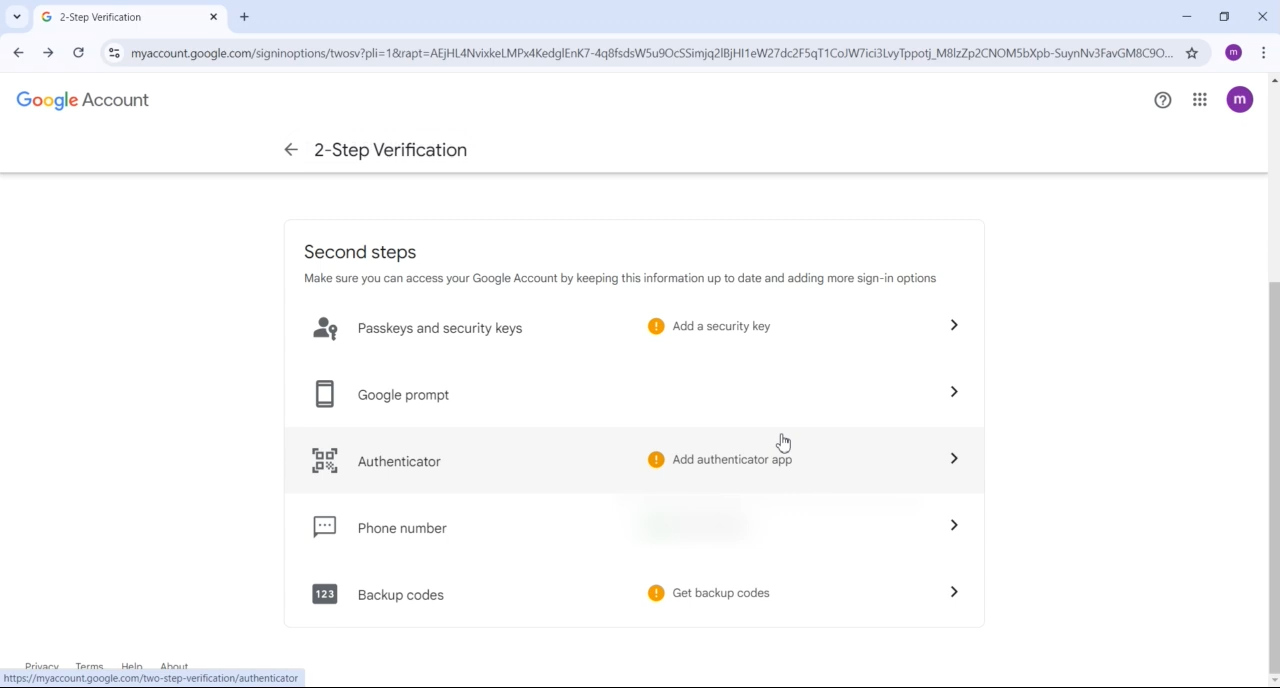 2-Step Verification
myaccount.google.com/signinoptions/twosv?pli=1&rapt=AEjHL4NvixkeLMPx4KedglEnK7-4q8fsdsW5u9OcSSimjq2lBjHI1eW27dc2F5qT1CoJW7ici3LvyTppotj_M8lzZp2CNOM5bXpb-SuynNv3FavGM8C9O...
m
Google Account
m
2-Step Verification
Second steps
Make sure you can access your Google Account by keeping this information up to date and adding more sign-in options
Passkeys and security keys Add a security key
Google prompt
Authenticator Add authenticator app
Phone number
123 Backup codes Get backup codes
Privacy Terms Help About
https://myaccount.google.com/two-step-verification/authenticator